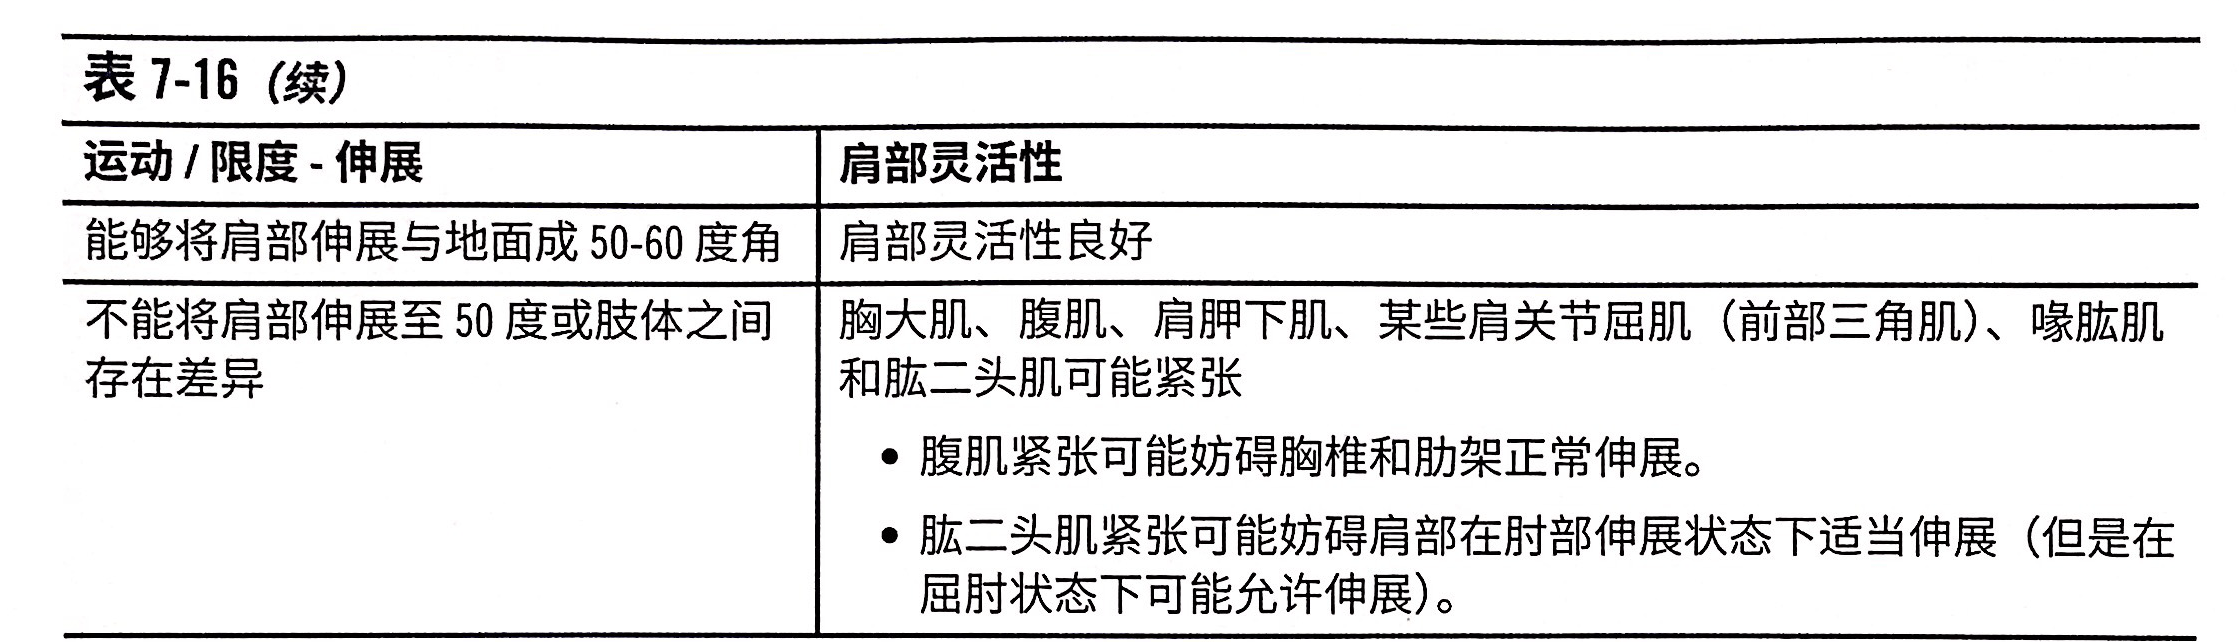 表 7-16（续）
运动 / 限度 - 伸展
肩部灵活性
能够将肩部伸展与地面成 50-60 度角
肩部灵活性良好
不能将肩部伸展至 50 度或肢体之间
存在差异
胸大肌、腹肌、肩胛下肌、某些肩关节屈肌（前部三角肌）、喙肱肌
和肱二头肌可能紧张
• 腹肌紧张可能妨碍胸椎和肋架正常伸展。
• 肱二头肌紧张可能妨碍肩部在肘部伸展状态下适当伸展（但是在
屈肘状态下可能允许伸展）。